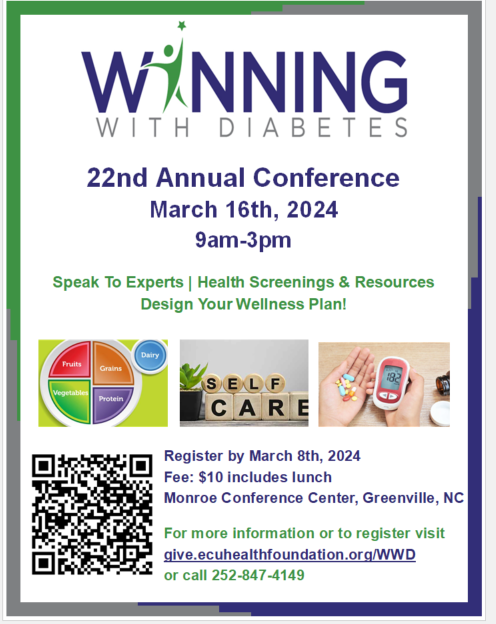 WINNING
WITH DIABETES
22nd Annual Conference
March 16th, 2024
9am-3pm
Speak To Experts | Health Screenings & Resources
Design Your Wellness Plan!
Fruits
Grains
Dairy
Vegetables
Protein
SELF
CARE
182
Register by March 8th, 2024
Fee: $10 includes lunch
Monroe Conference Center, Greenville, NC
For more information or to register visit
give.ecuhealthfoundation.org/WWD
or call 252-847-4149